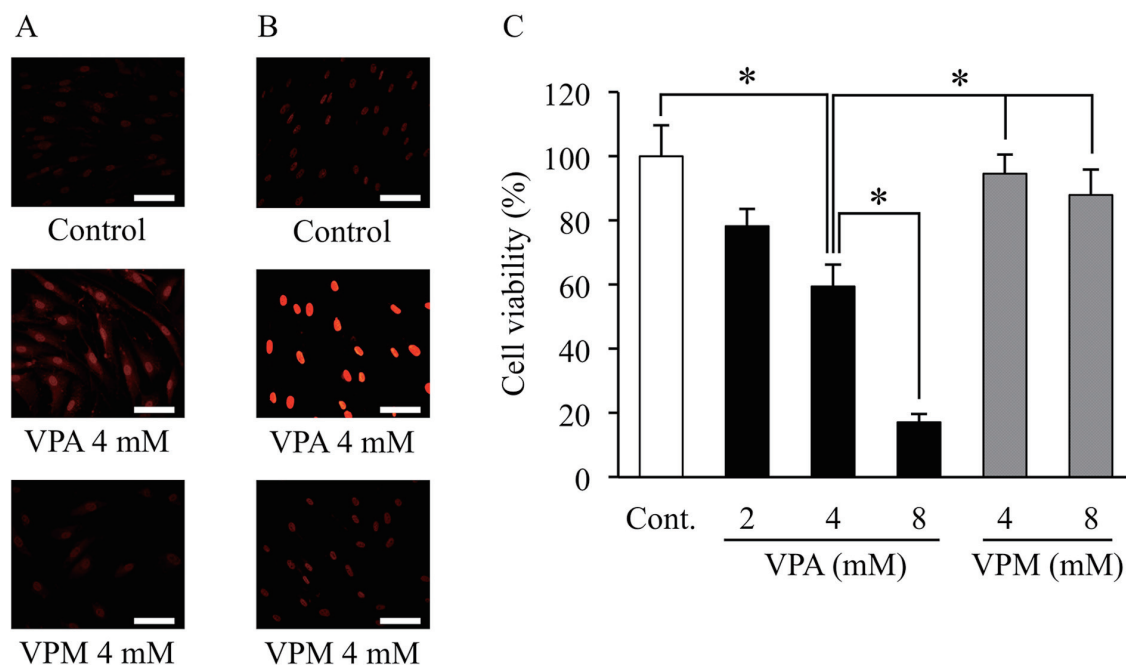 A
Control
VPA 4 mM
VPM 4 mM
B
Control
VPA 4 mM
VPM 4 mM
C
Cell viability (%)
120
100
80
60
40
20
0
*
*
*
Cont. 2 4 8 4 8
VPA (mM) VPM (mM)